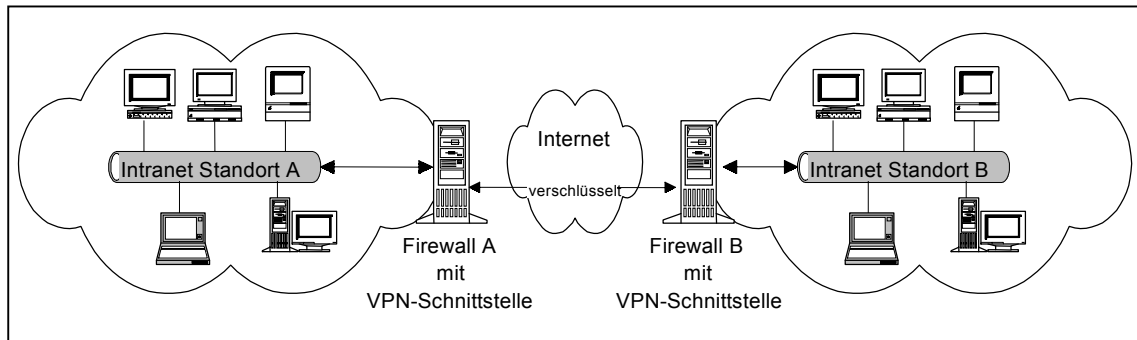 Intranet Standort A
Internet
verschlüsselt
Intranet Standort B
Firewall A
mit
VPN-Schnittstelle
Firewall B
mit
VPN-Schnittstelle